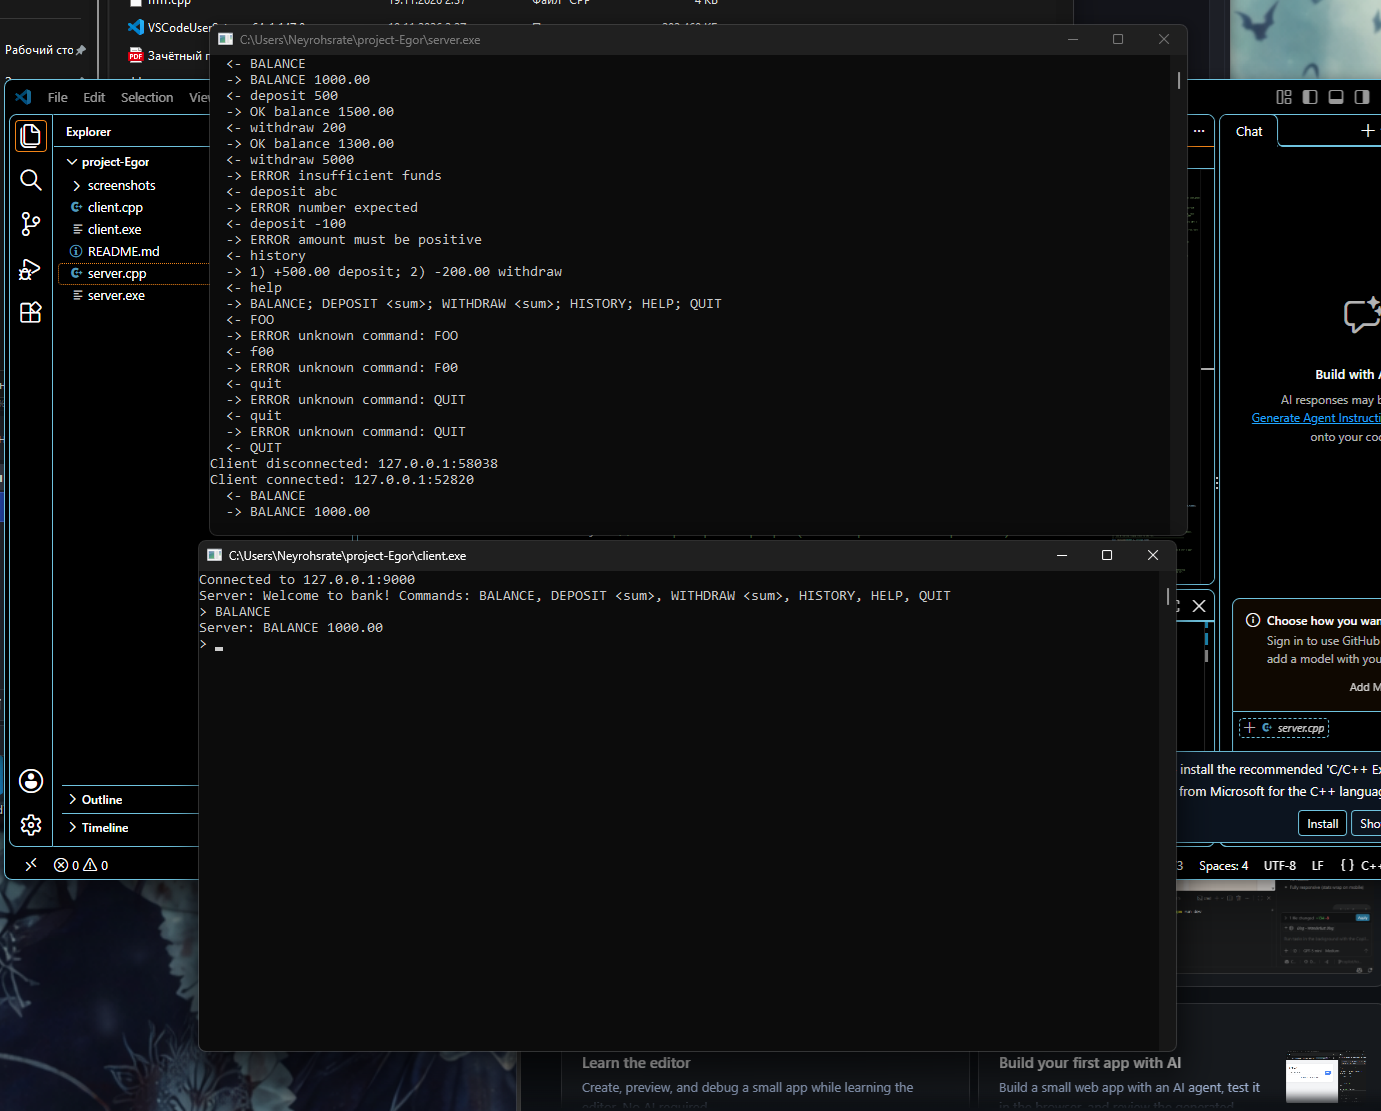 VSCodeUser
Рабочий сто
PDF
Зачётный п
C:\Users\Neyrohsrate\project-Egor\server.exe
<- BALANCE
-> BALANCE 1000.00
<- deposit 500
-> OK balance 1500.00
<- withdraw 200
-> OK balance 1300.00
<- withdraw 5000
-> ERROR insufficient funds
<- deposit abc
-> ERROR number expected
<- deposit -100
-> ERROR amount must be positive
<- history
-> 1) +500.00 deposit; 2) -200.00 withdraw
<- help
-> BALANCE; DEPOSIT <sum>; WITHDRAW <sum>; HISTORY; HELP; QUIT
<- FOO
-> ERROR unknown command: FOO
<- f00
-> ERROR unknown command: F00
<- quit
-> ERROR unknown command: QUIT
<- quit
-> ERROR unknown command: QUIT
<- QUIT
Client disconnected: 127.0.0.1:58038
Client connected: 127.0.0.1:52820
<- BALANCE
-> BALANCE 1000.00
File Edit Selection View
Explorer
project-Egor
screenshots
client.cpp
client.exe
README.md
server.cpp
server.exe
Outline
Timeline
0 0
C:\Users\Neyrohsrate\project-Egor\client.exe
Connected to 127.0.0.1:9000
Server: Welcome to bank! Commands: BALANCE, DEPOSIT <sum>, WITHDRAW <sum>, HISTORY, HELP, QUIT
> BALANCE
Server: BALANCE 1000.00
>
Chat
Build with A
AI responses may b
Generate Agent Instructi
onto your co
Choose how you wan
Sign in to use GitHub
add a model with you
Add M
+ server.cpp
install the recommended 'C/C++ Ex
from Microsoft for the C++ languag
Install
Sho
3 Spaces: 4 UTF-8 LF { } C++
Learn the editor
Create, preview, and debug a small app while learning the
Build your first app with AI
Build a small web app with an AI agent, test it